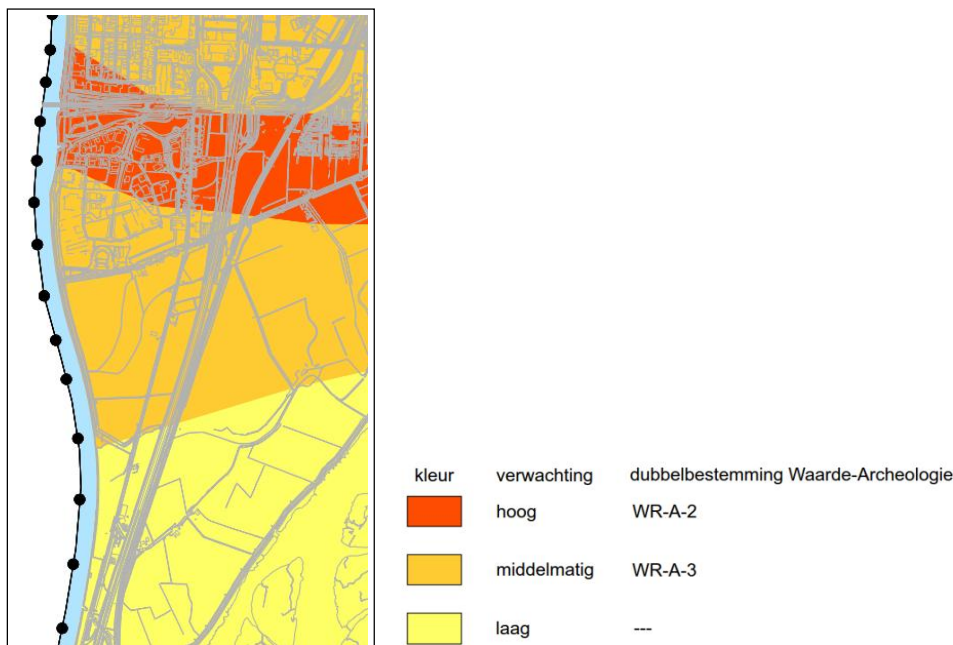 kleur verwachting dubbelbestemming Waarde-Archeologie
hoog WR-A-2
middelmatig WR-A-3
laag ---